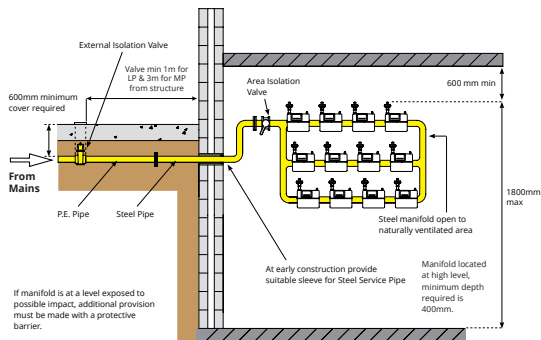 External Isolation Valve
Valve min 1m for
LP & 3m for MP
from structure
600mm minimum
cover required
Area Isolation
Valve
600 mm min
From
Mains
P.E. Pipe
Steel Pipe
1800mm
max
Steel manifold open to
naturally ventilated area
At early construction provide
suitable sleeve for Steel Service Pipe
Manifold located
at high level,
minimum depth
required is
400mm.
If manifold is at a level exposed to
possible impact, additional provision
must be made with a protective
barrier.